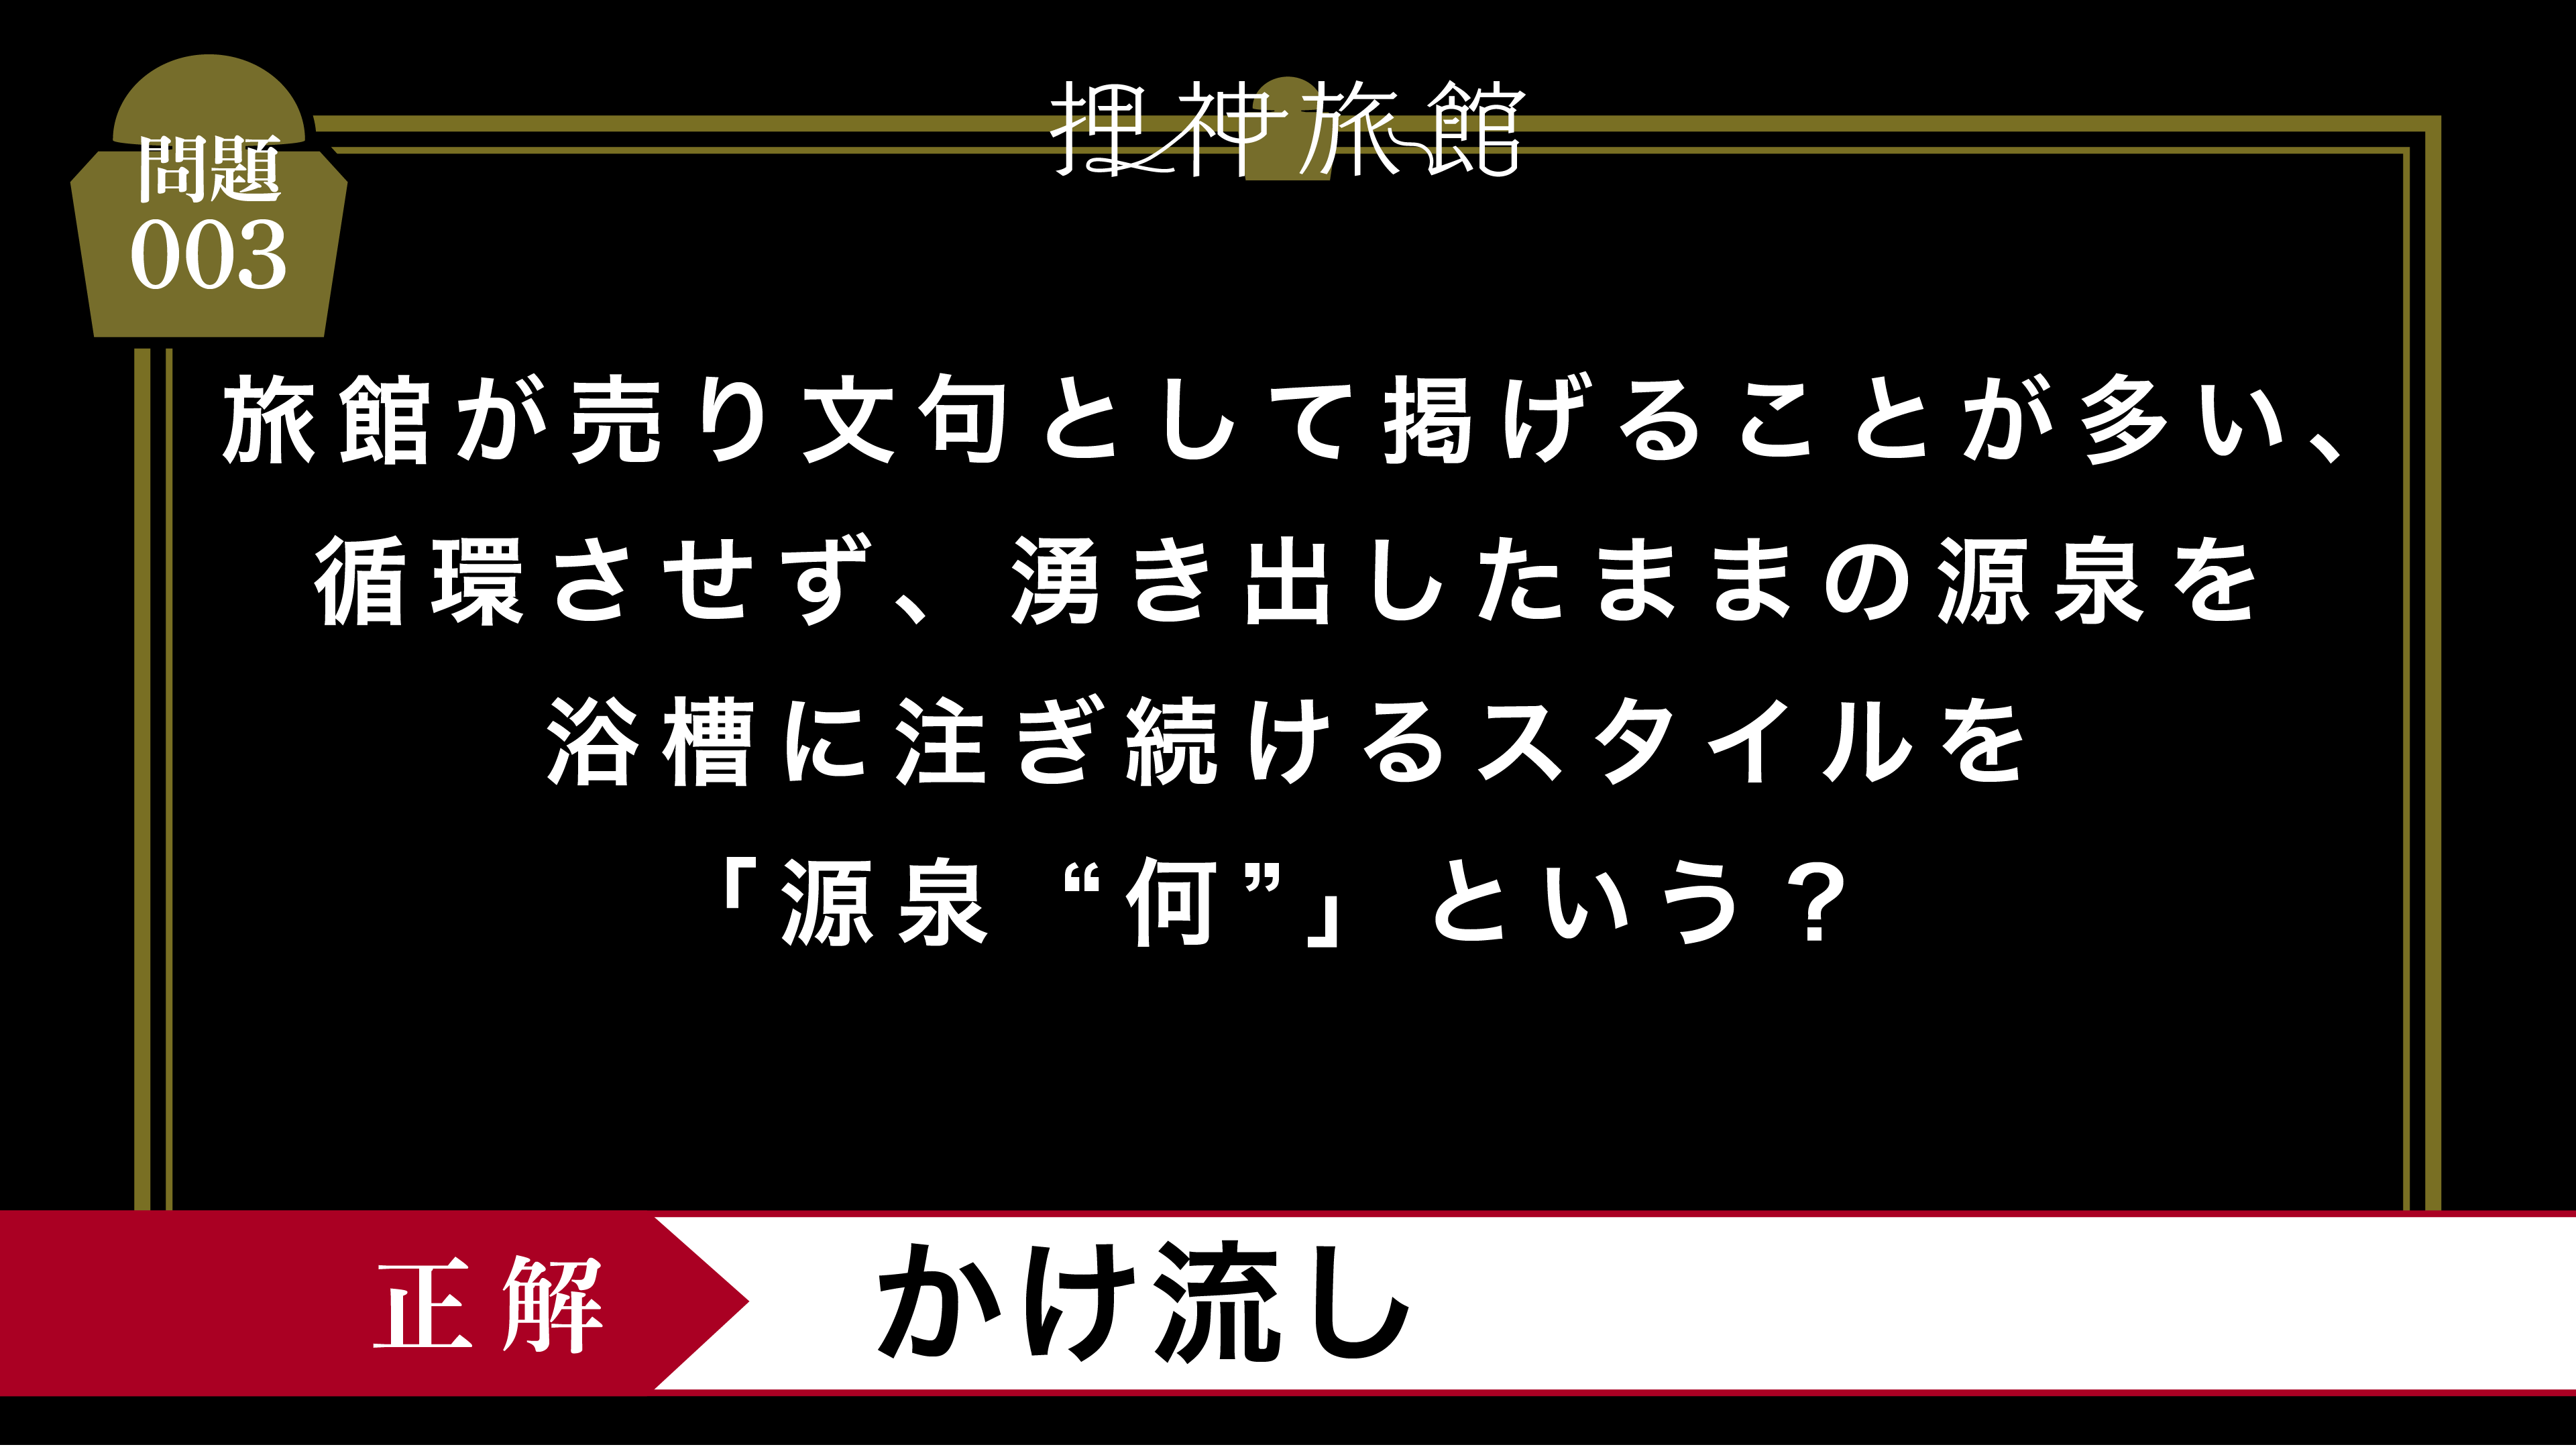 押神旅館
問題
003
旅館が売り文句として掲げることが多い、
循環させず、湧き出したままの源泉を
浴槽に注ぎ続けるスタイルを
「源泉“何”」という？
正解
かけ流し